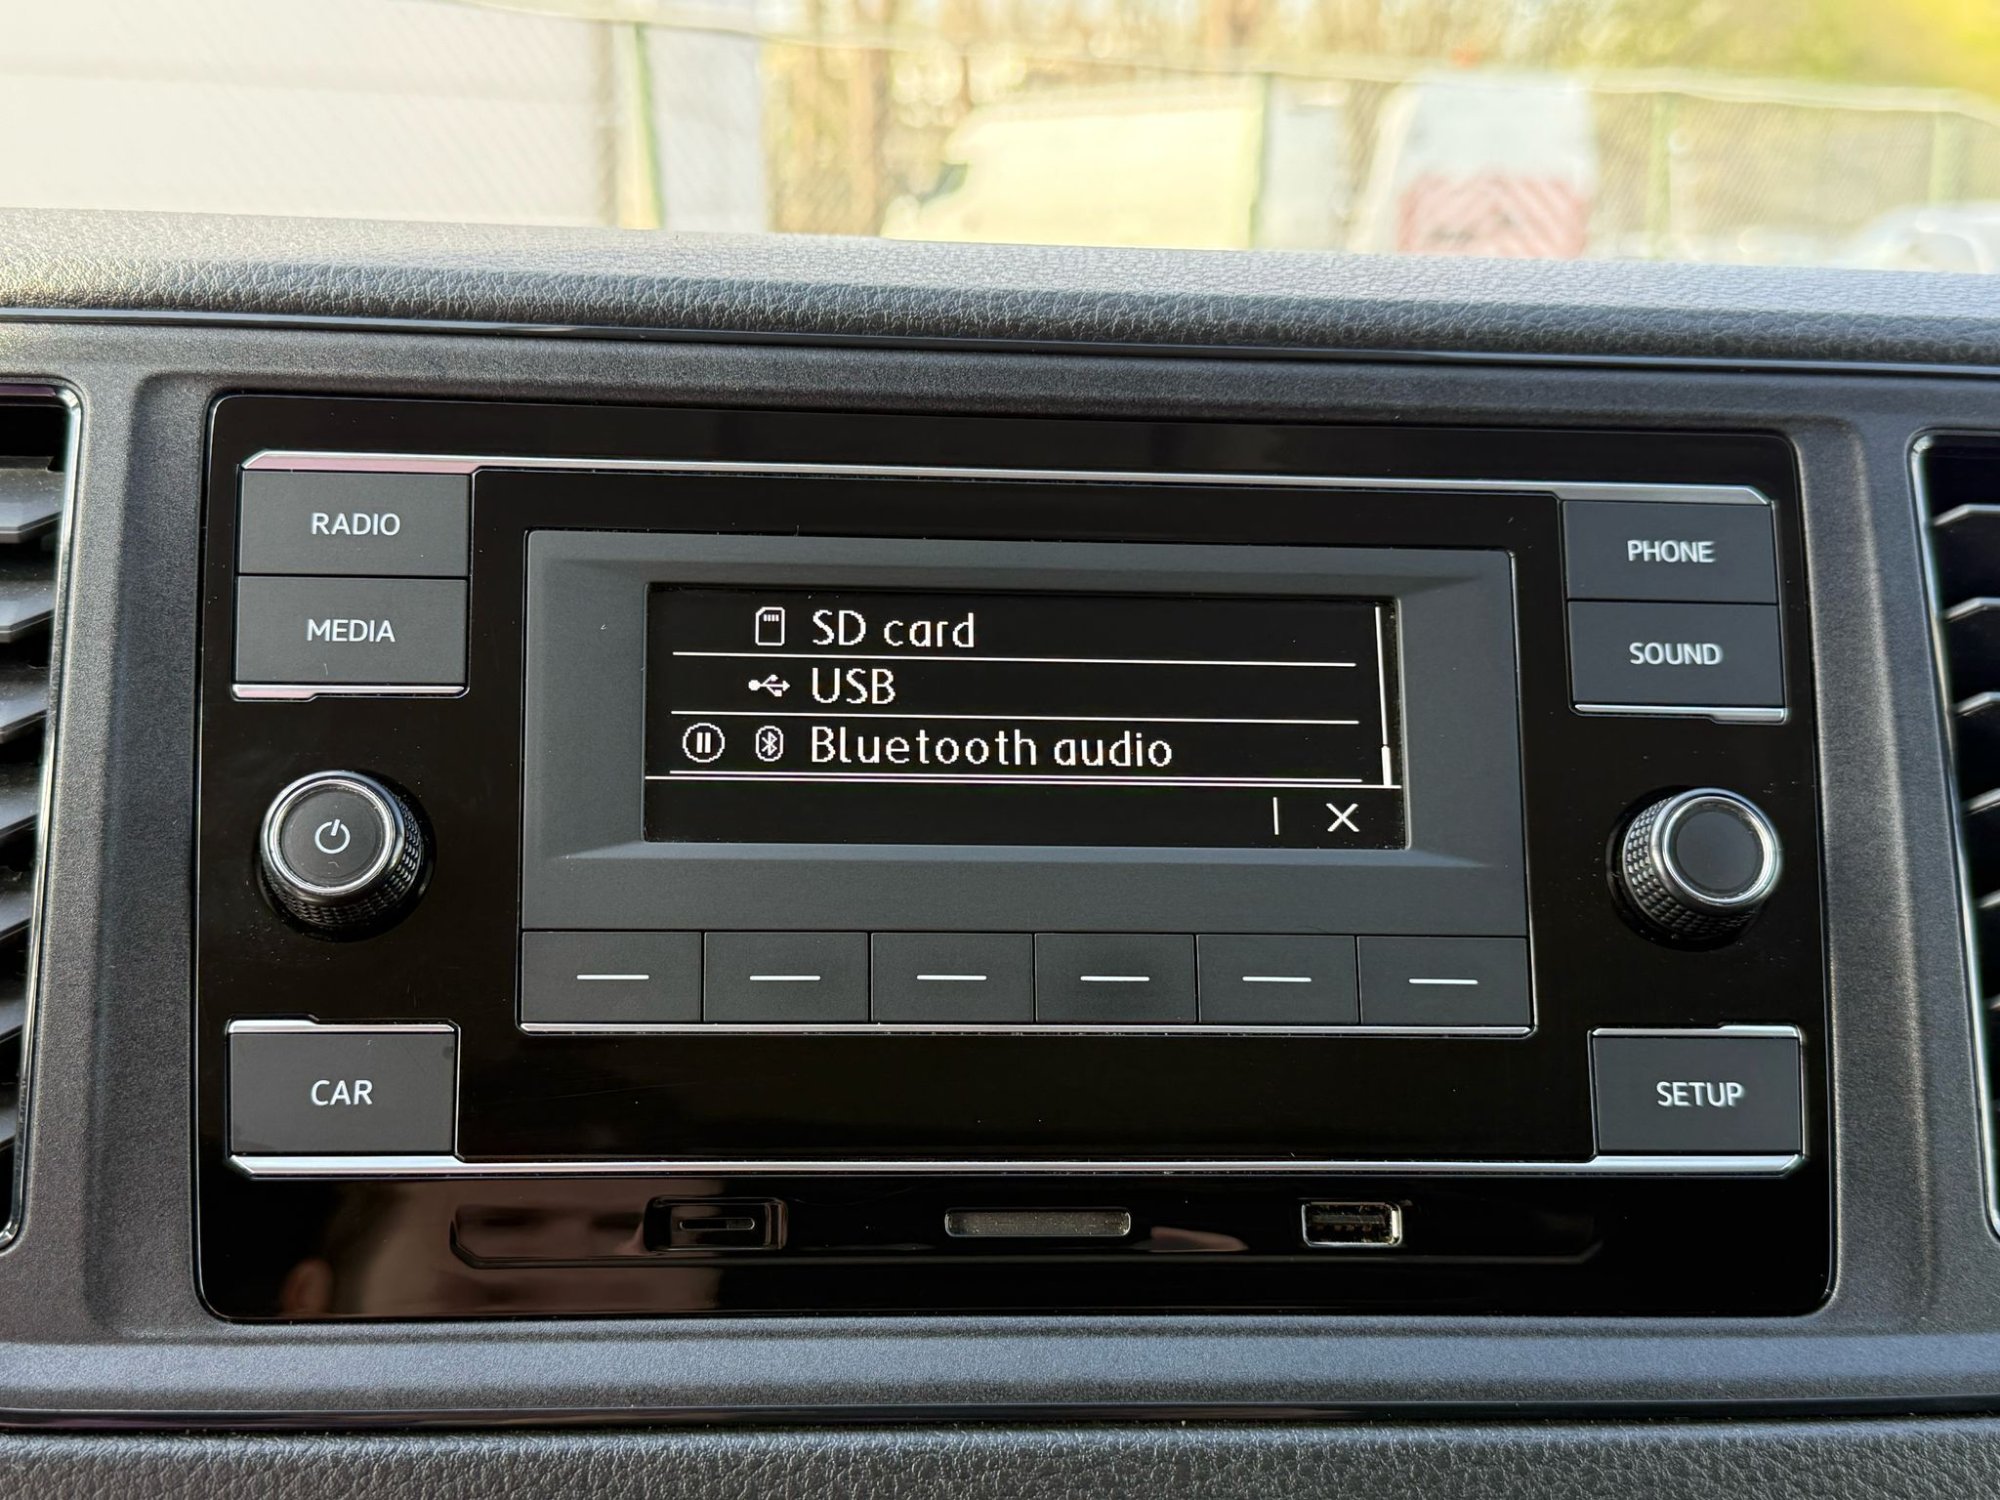 RADIO
MEDIA
PHONE
SOUND
SD card
USB
Bluetooth audio
CAR
SETUP